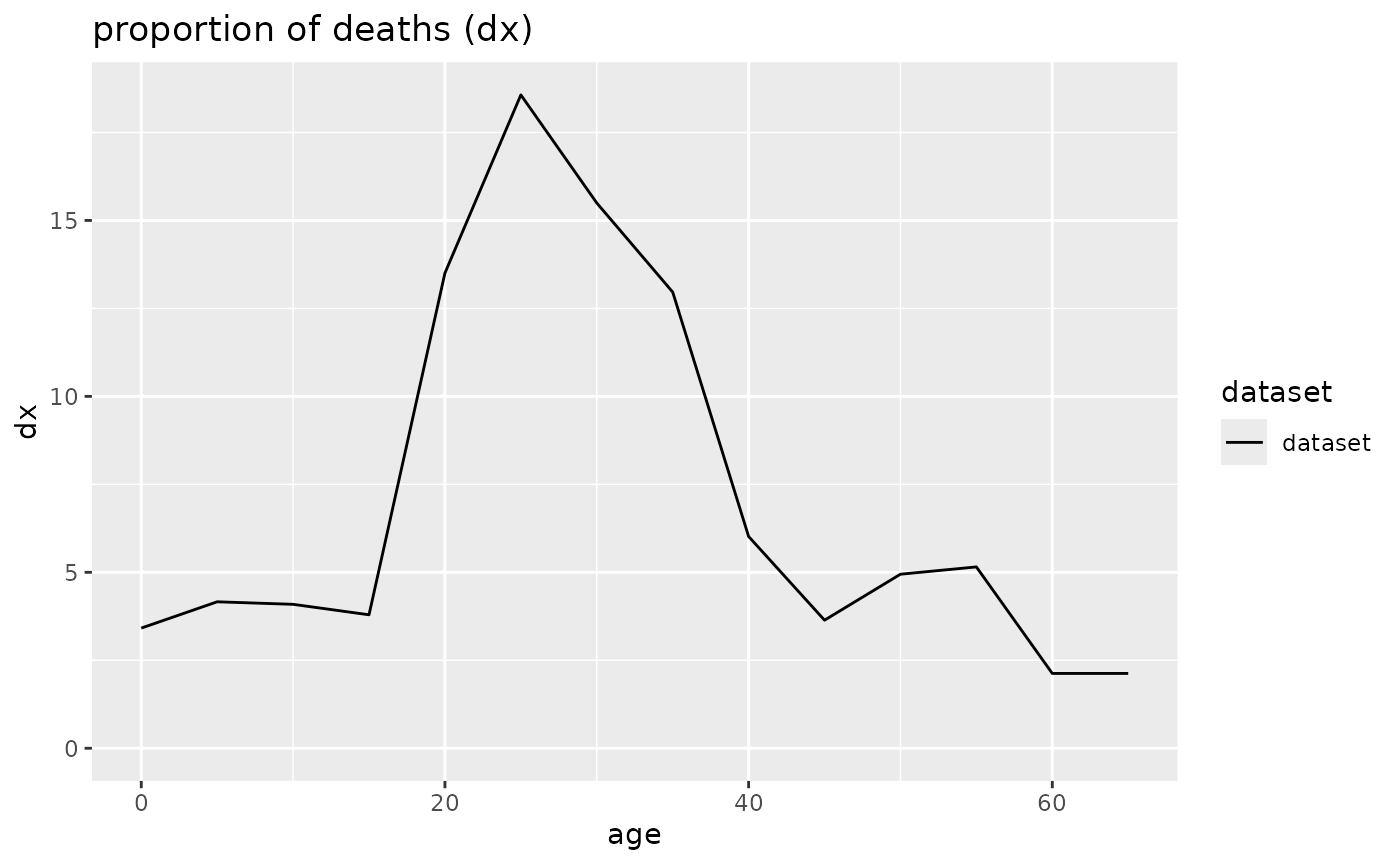 proportion of deaths (dx)
15
10
5
0
dx
0 20 40 60
age
dataset
dataset